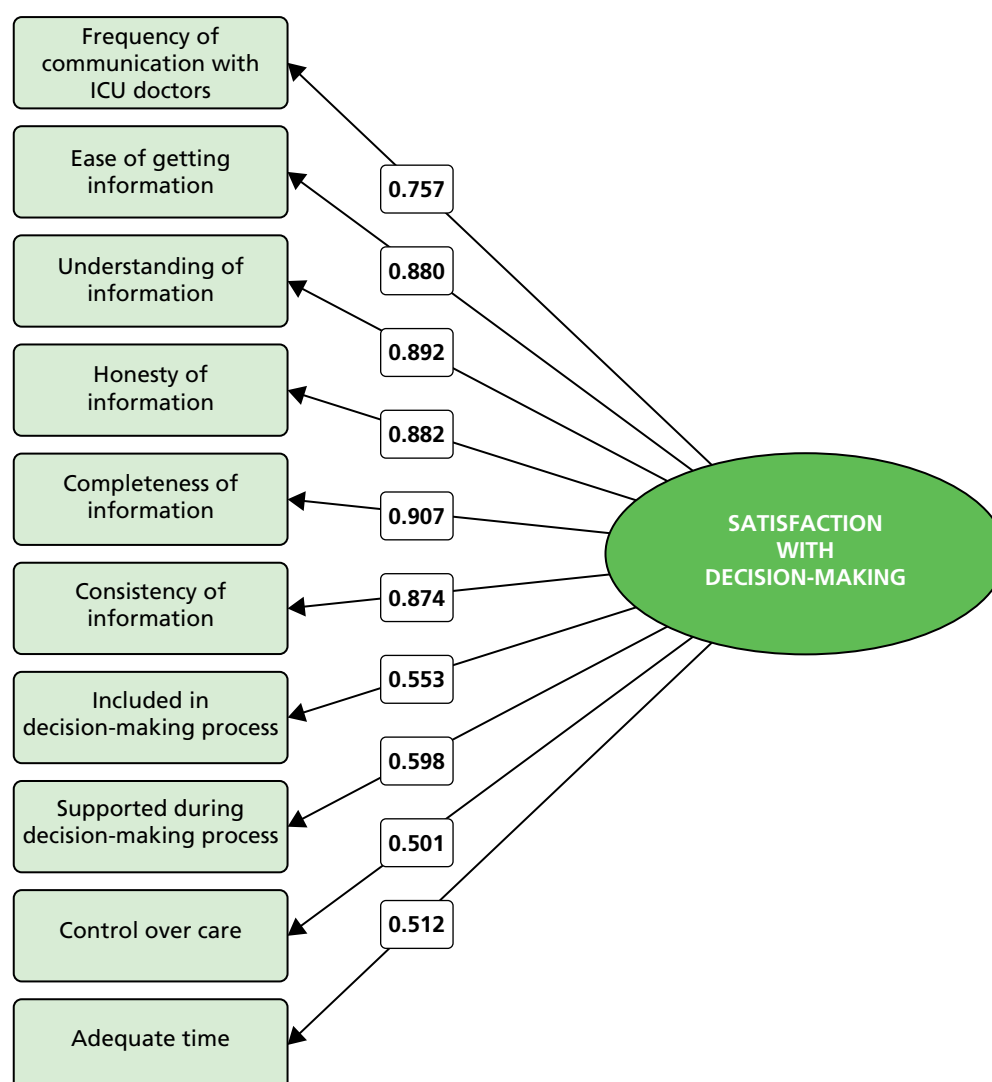 Frequency of
communication with
ICU doctors
0.757
Ease of getting
information
0.880
Understanding of
information
0.892
Honesty of
information
0.882
Completeness of
information
0.907
Consistency of
information
0.874
Included in
decision-making process
0.553
Supported during
decision-making process
0.598
Control over care
0.501
Adequate time
0.512
SATISFACTION
WITH
DECISION-MAKING